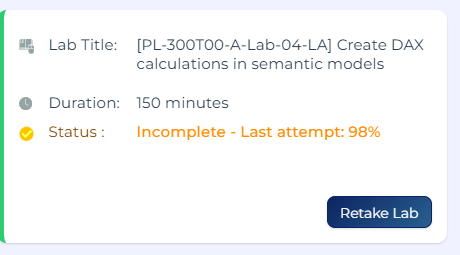 Lab Title: [PL-300T00-A-Lab-04-LA] Create DAX
calculations in semantic models
Duration: 150 minutes
Status : Incomplete - Last attempt: 98%
Retake Lab